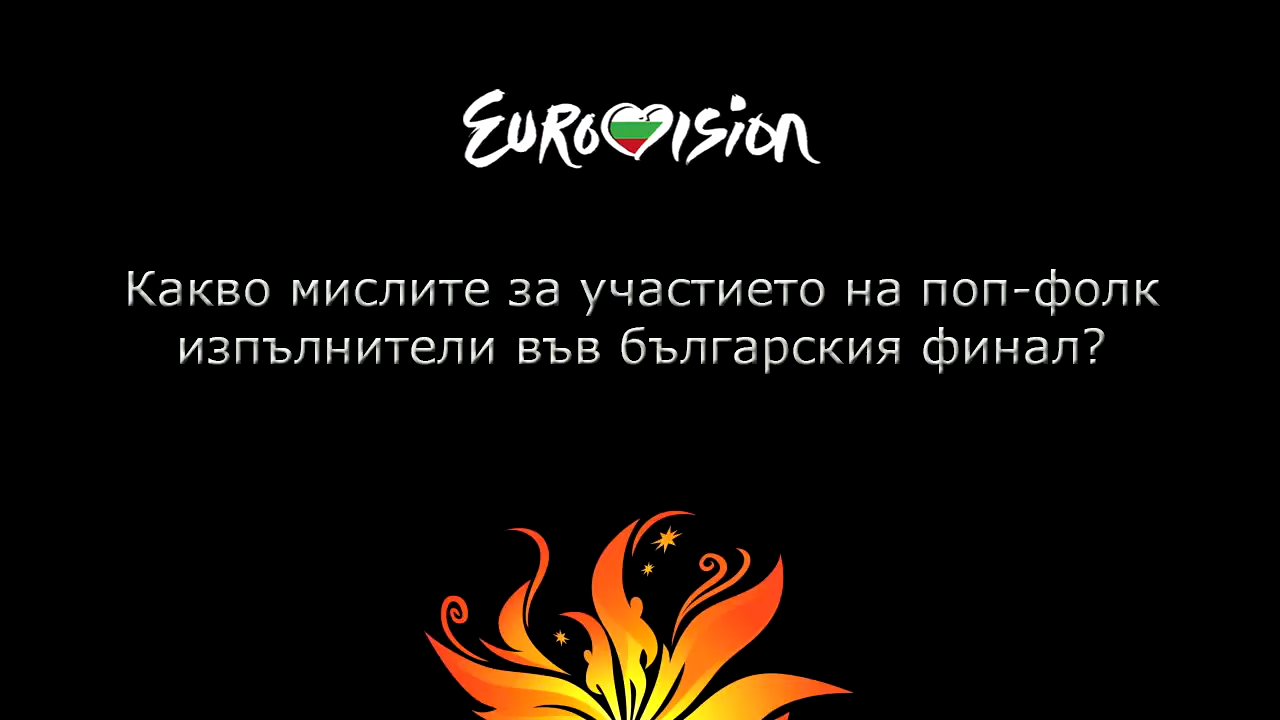 EUROVISION
Какво мислите за участието на поп-фолк
изпълнители във българския финал?